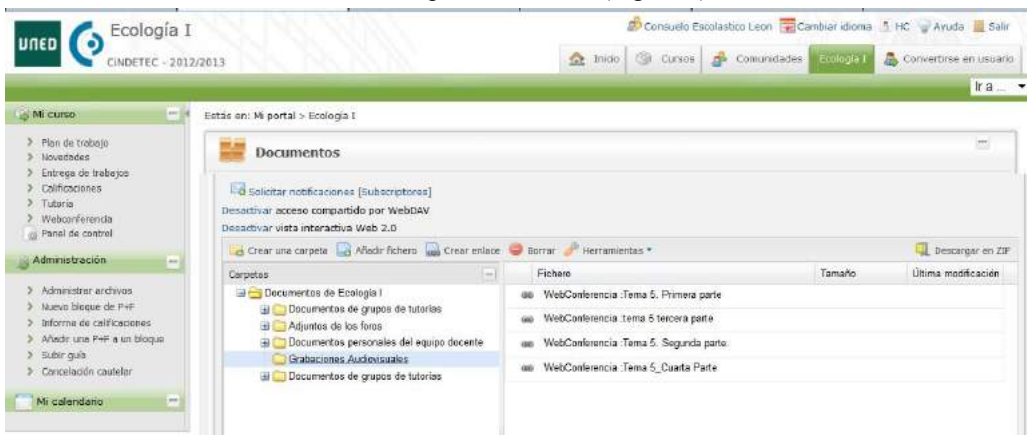 UNED
Ecología I
CINDETEC - 2012/2013
Consuelo Escolastico Leon Cambiar idioma HC Ayuda Salir
Inicio Cursos Comunidades Ecología I Convertirse en usuario
Ir a ...
Mi curso
Estás en: Mi portal > Ecología I
Plan de trabajo
Novedades
Entrega de trabajos
Calificaciones
Tutoría
Webconferencia
Panel de control
Administración
Administrar archivos
Nuevo bloque de P+F
Informe de calificaciones
Añadir una P+F a un bloque
Subir guía
Cancelación cautelar
Mi calendario
Documentos
Solicitar notificaciones [Subscriptores]
Desactivar acceso compartido por WebDAV
Desactivar vista interactiva Web 2.0
Crear una carpeta Añadir fichero Crear enlace Borrar Herramientas Descargar en ZIP
Carpetas
Documentos de Ecología I
Documentos de grupos de tutorías
Adjuntos de los foros
Documentos personales del equipo docente
Grabaciones Audiovisuales
Documentos de grupos de tutorías
Fichero Tamaño Última modificación
WebConferencia :Tema 5. Primera parte
WebConferencia :tema 5 tercera parte
WebConferencia :Tema 5. Segunda parte.
WebConferencia :Tema 5_Cuarta Parte